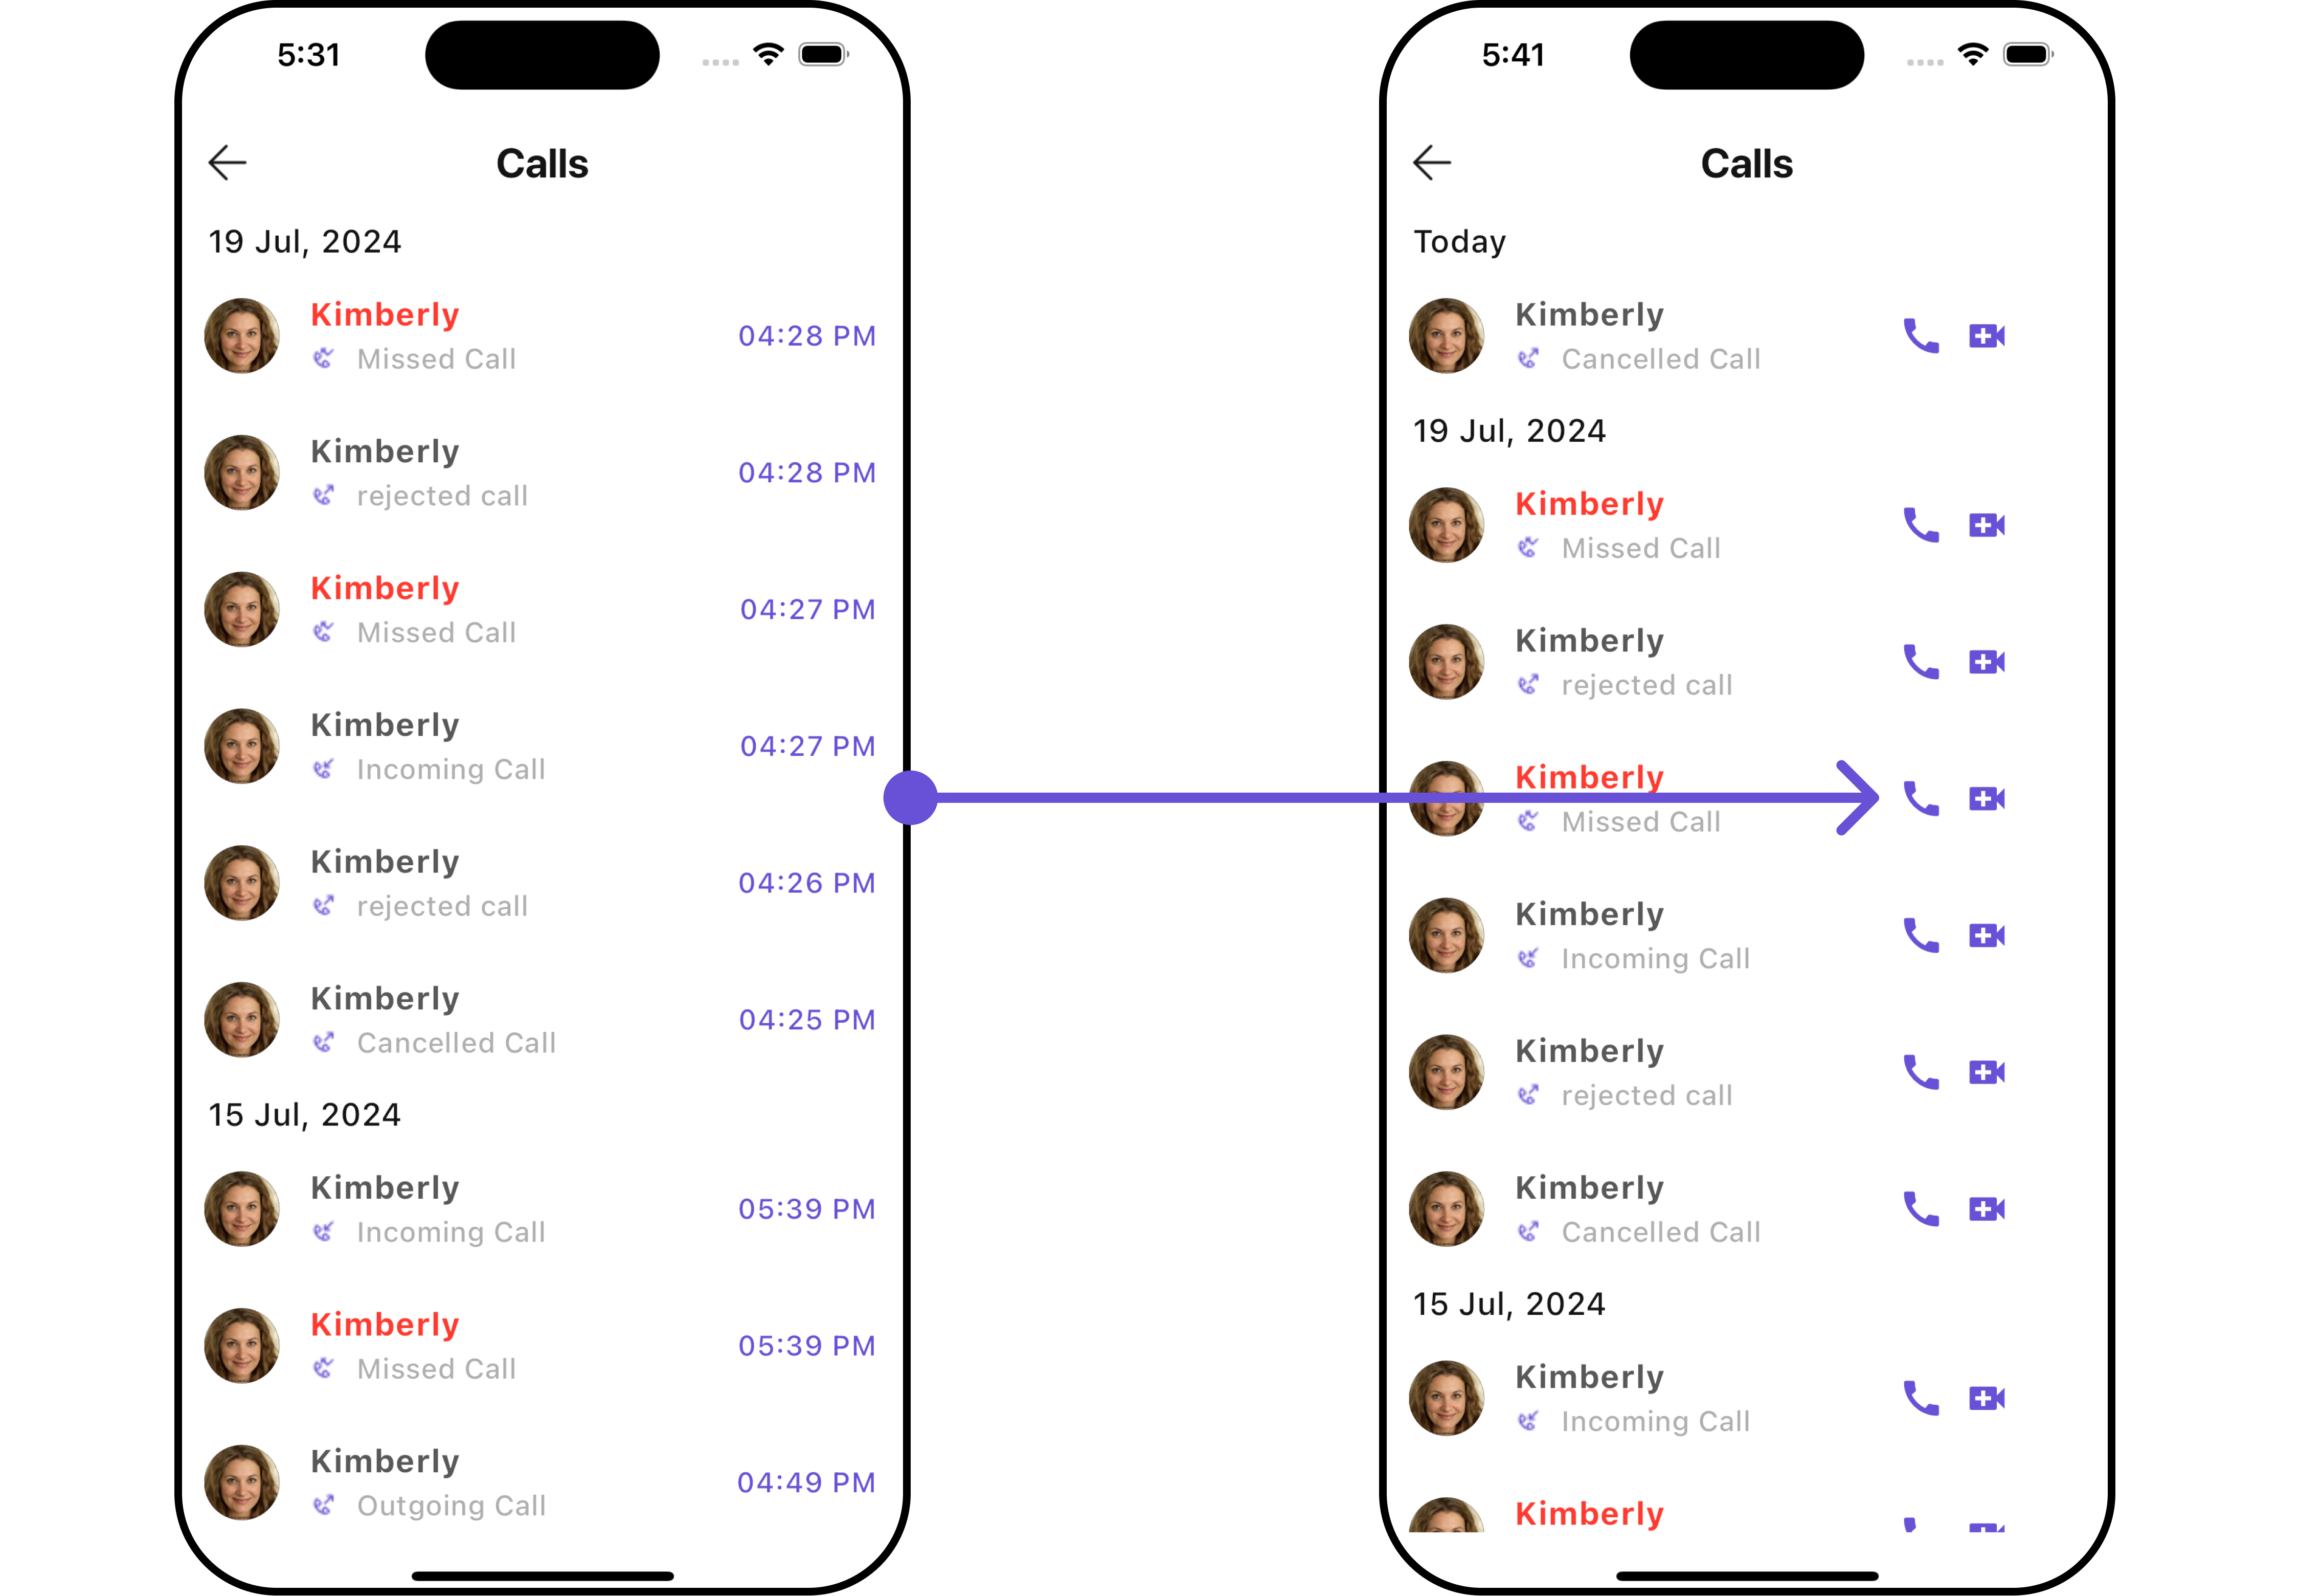 5:31
Calls
19 Jul, 2024
Kimberly
Missed Call
04:28 PM
Kimberly
rejected call
04:28 PM
Kimberly
Missed Call
04:27 PM
Kimberly
Incoming Call
04:27 PM
Kimberly
rejected call
04:26 PM
Kimberly
Cancelled Call
04:25 PM
15 Jul, 2024
Kimberly
Incoming Call
05:39 PM
Kimberly
Missed Call
05:39 PM
Kimberly
Outgoing Call
04:49 PM
5:41
Calls
Today
Kimberly
Cancelled Call
19 Jul, 2024
Kimberly
Missed Call
Kimberly
rejected call
Kimberly
Missed Call
Kimberly
Incoming Call
Kimberly
rejected call
Kimberly
Cancelled Call
15 Jul, 2024
Kimberly
Incoming Call
Kimberly